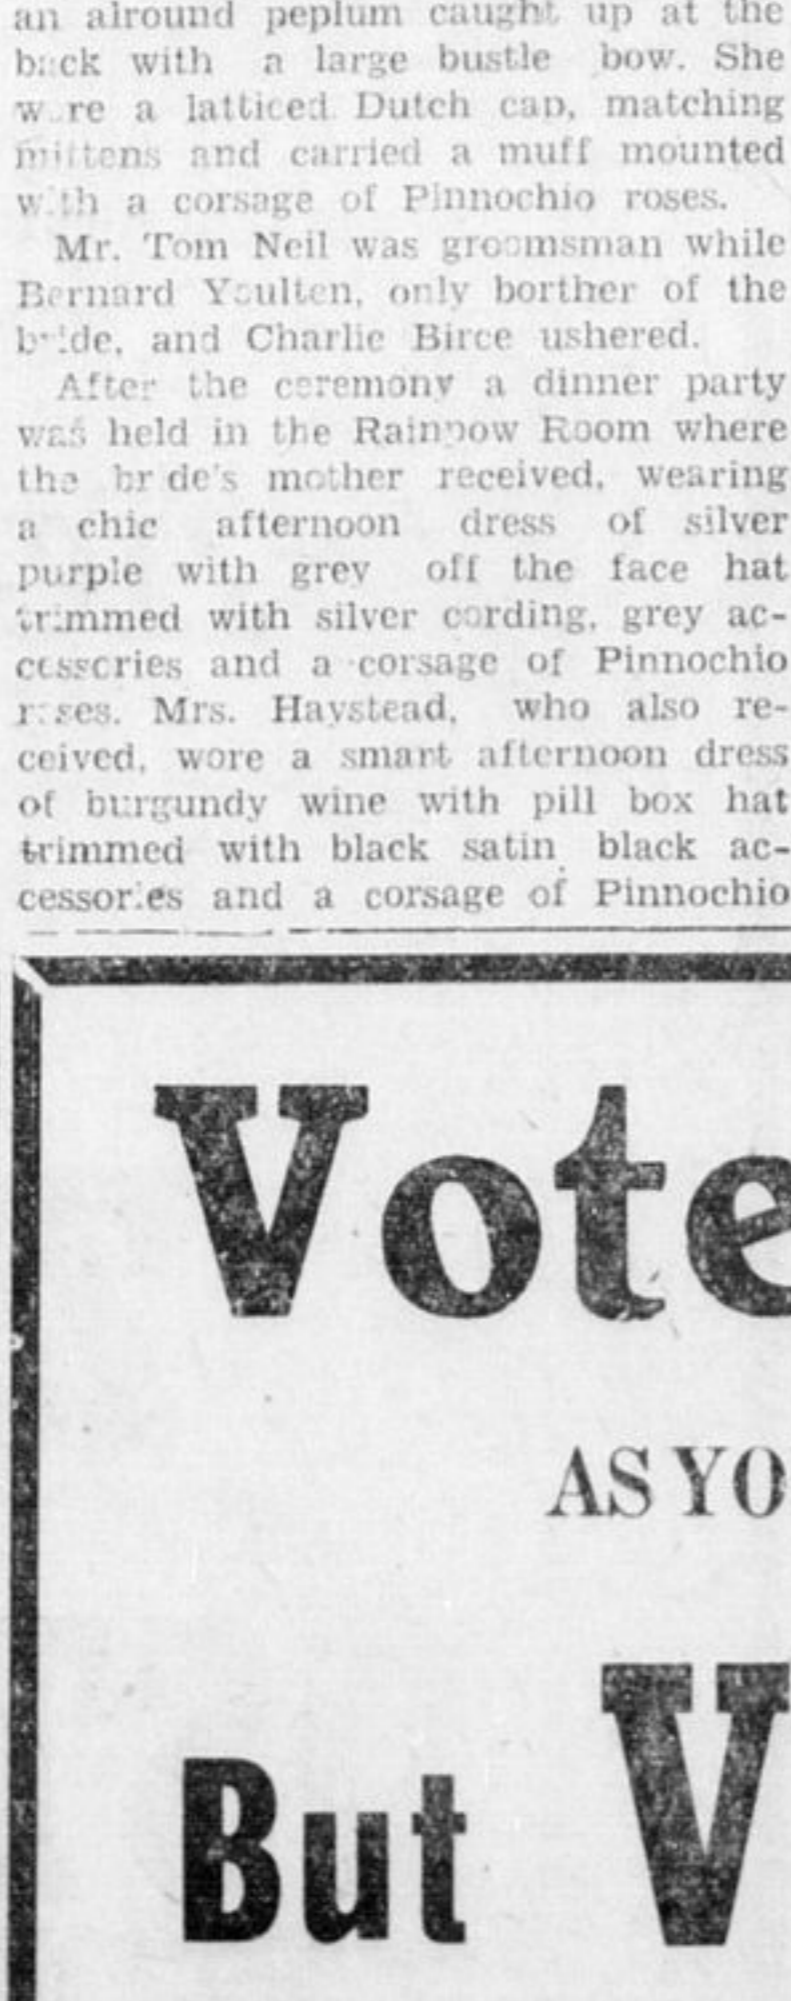 an alround peplum caught up at the
back with a large bustle bow. She
wore a latticed Dutch cap, matching
mittens and carried a muff mounted
with a corsage of Pinnochio roses.
Mr. Tom Neil was groomsman while
Bernard Youlten, only borther of the
bride, and Charlie Birce ushered.
After the ceremony a dinner party
was held in the Rainbow Room where
the bride's mother received, wearing
a chic afternoon dress of silver
purple with grey off the face hat
trimmed with silver cording, grey ac-
cessories and a corsage of Pinnochio
roses. Mrs. Haystead, who also re-
ceived, wore a smart afternoon dress
of burgundy wine with pill box hat
trimmed with black satin, black ac-
cessories and a corsage of Pinnochio
Vote
AS YO
But V